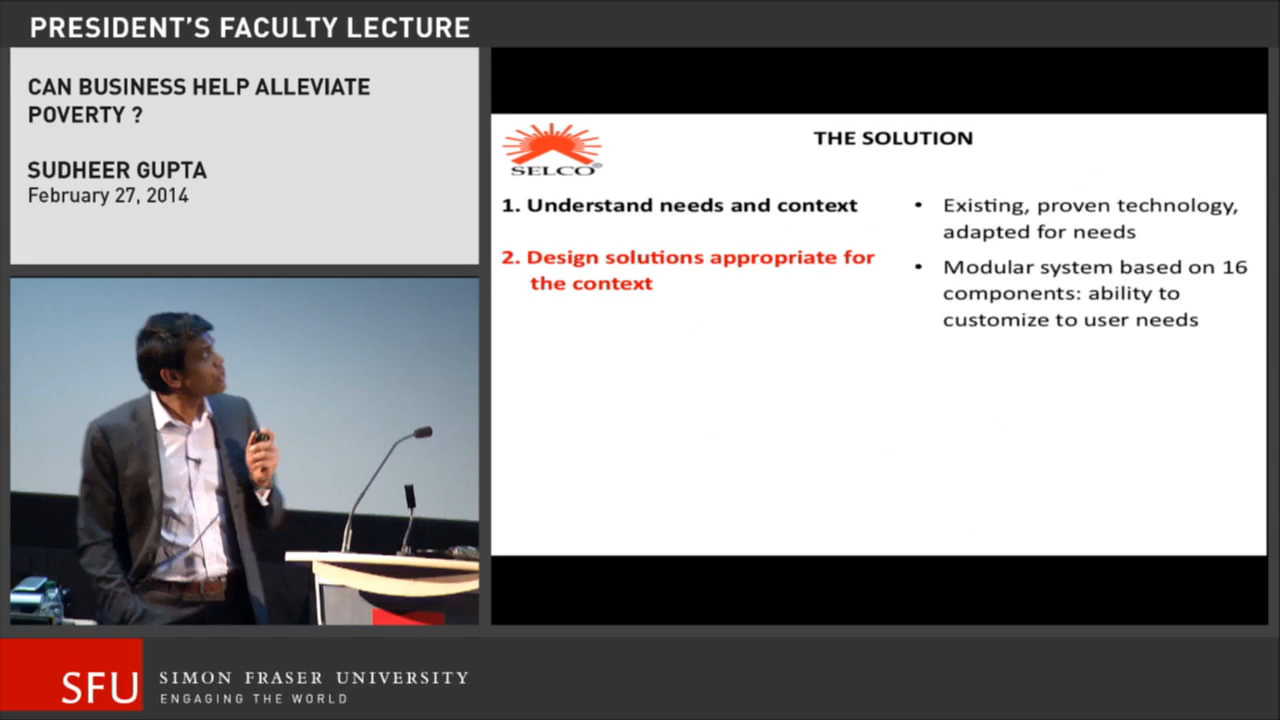 PRESIDENT'S FACULTY LECTURE
CAN BUSINESS HELP ALLEVIATE
POVERTY ?
SUDHEER GUPTA
February 27, 2014
SELCO®
THE SOLUTION
1. Understand needs and context
2. Design solutions appropriate for
the context
• Existing, proven technology,
adapted for needs
• Modular system based on 16
components: ability to
customize to user needs
SFU
SIMON FRASER UNIVERSITY
ENGAGING THE WORLD